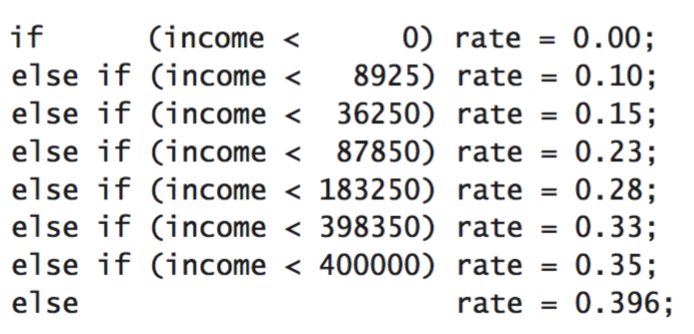 if      (income <      0) rate = 0.00;
else if (income <   8925) rate = 0.10;
else if (income <  36250) rate = 0.15;
else if (income <  87850) rate = 0.23;
else if (income < 183250) rate = 0.28;
else if (income < 398350) rate = 0.33;
else if (income < 400000) rate = 0.35;
else                      rate = 0.396;